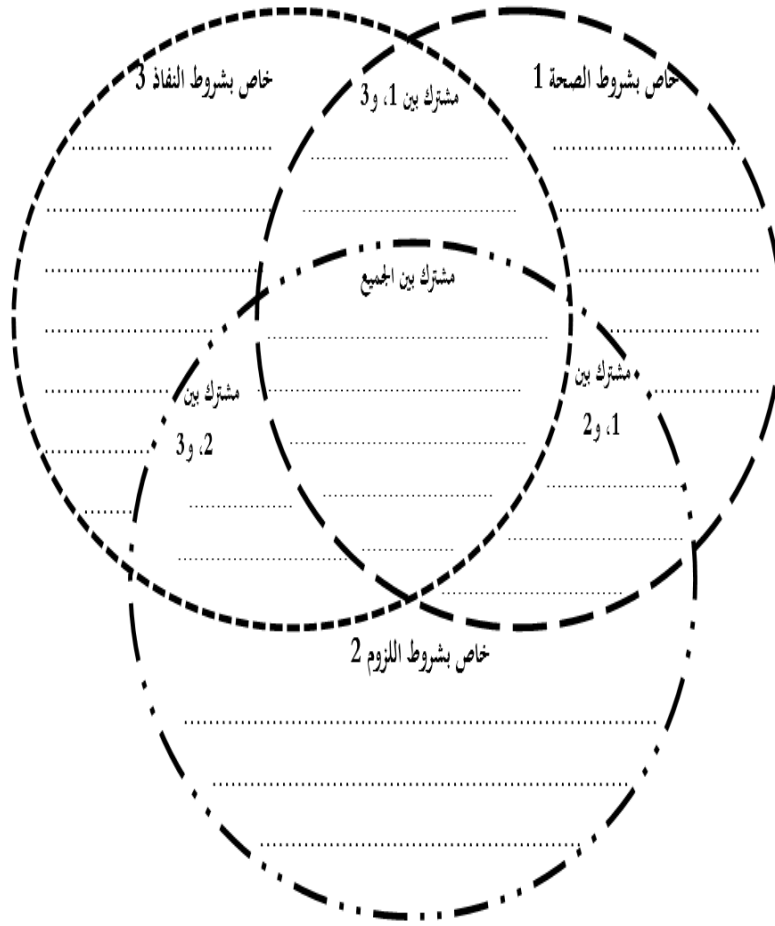 خاص بشروط الصحة 1
مشترك بين 1، و3
خاص بشروط النفاذ 3
مشترك بين الجميع
مشترك بين
1، و2
مشترك بين
2، و3
خاص بشروط اللزوم 2